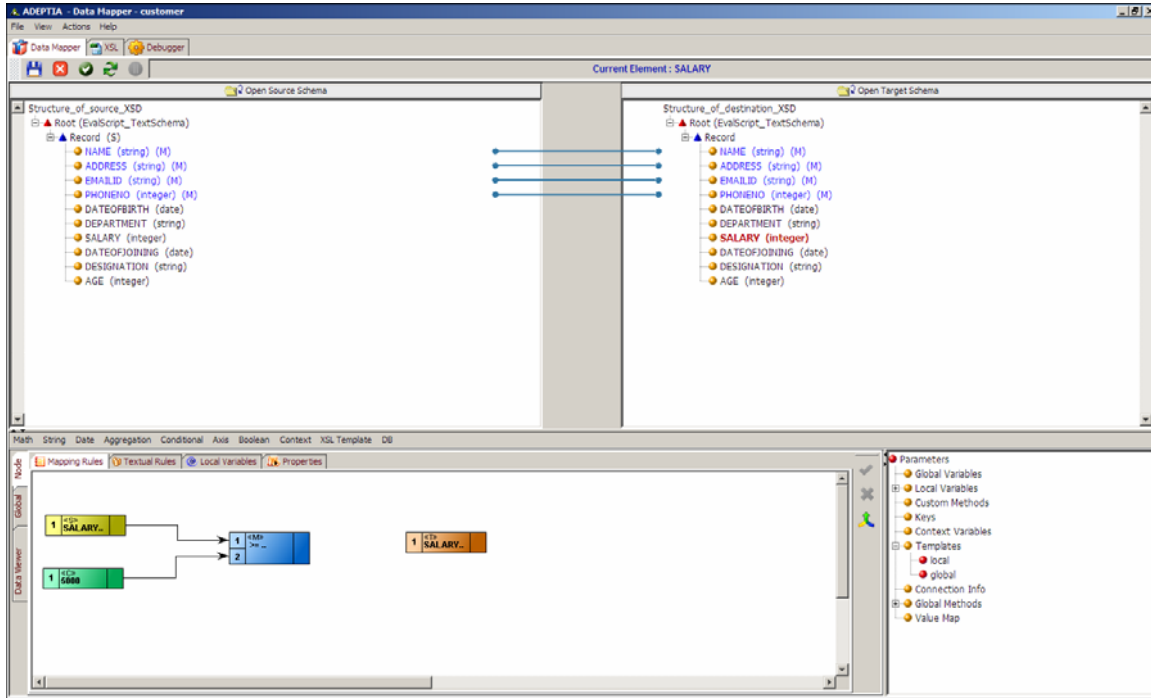 ADEPTIA - Data Mapper - customer
File View Actions Help
Data Mapper XSL Debugger
Current Element : SALARY
Open Source Schema
Open Target Schema
Structure_of_source_XSD
Root (EvalScript_TextSchema)
Record (S)
NAME (string) (M)
ADDRESS (string) (M)
EMAILID (string) (M)
PHONENO (integer) (M)
DATEOFBIRTH (date)
DEPARTMENT (string)
SALARY (integer)
DATEOFJOINING (date)
DESIGNATION (string)
AGE (integer)
Structure_of_destination_XSD
Root (EvalScript_TextSchema)
Record
NAME (string) (M)
ADDRESS (string) (M)
EMAILID (string) (M)
PHONENO (integer) (M)
DATEOFBIRTH (date)
DEPARTMENT (string)
SALARY (integer)
DATEOFJOINING (date)
DESIGNATION (string)
AGE (integer)
Math String Date Aggregation Conditional Axis Boolean Context XSL Template DB
Node
Global
Data Viewer
Mapping Rules Textual Rules Local Variables Properties
1 <S> SALARY..
1 <C>
1 <M> >= ..
2
1 <T> SALARY..
Parameters
Global Variables
Local Variables
Custom Methods
Keys
Context Variables
Templates
local
global
Connection Info
Global Methods
Value Map